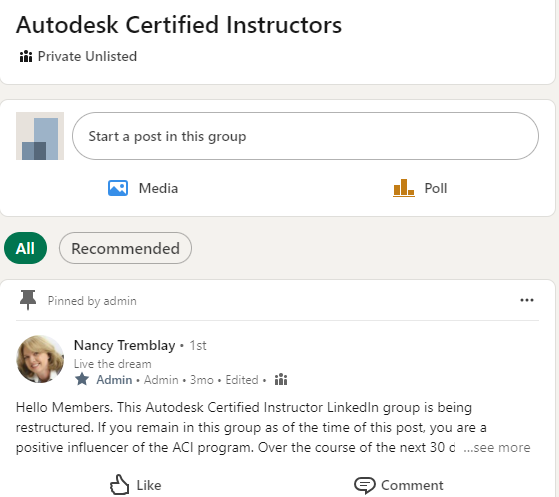 Autodesk Certified Instructors
Private Unlisted
Start a post in this group
Media
Poll
All
Recommended
Pinned by admin
Nancy Tremblay • 1st
Live the dream
Admin • Admin • 3mo • Edited •
Hello Members. This Autodesk Certified Instructor LinkedIn group is being
restructured. If you remain in this group as of the time of this post, you are a
positive influencer of the ACI program. Over the course of the next 30 d ...see more
Like
Comment